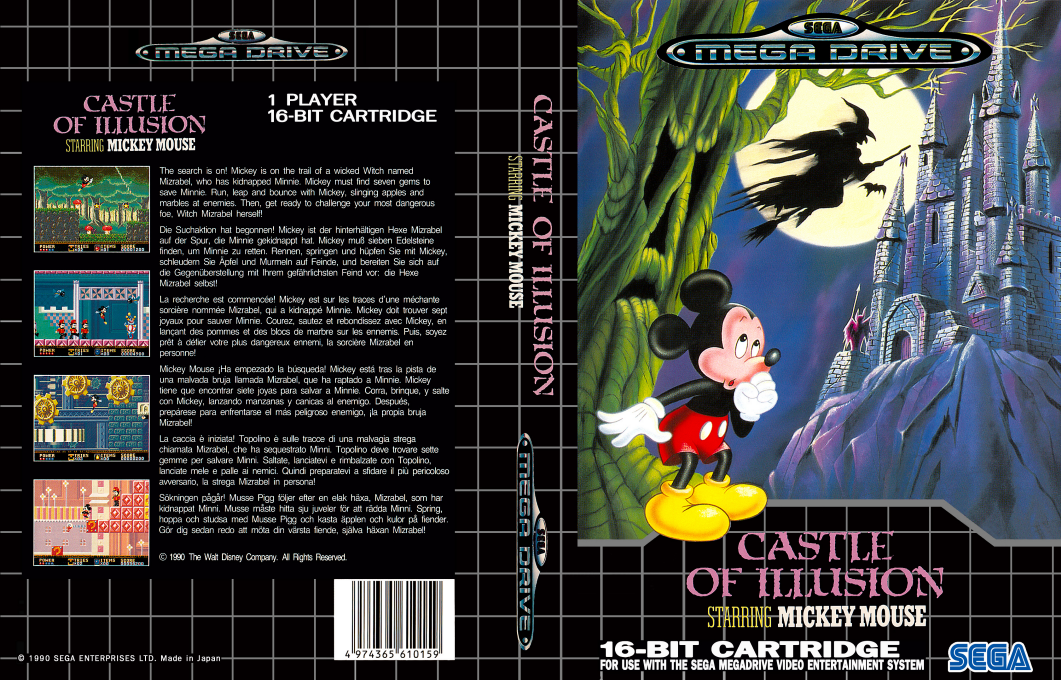 SEGA
MEGA DRIVE
CASTLE
OF ILLUSION
STARRING MICKEY MOUSE
1 PLAYER
16-BIT CARTRIDGE
The search is on! Mickey is on the trail of a wicked Witch named
Mizrabel, who has kidnapped Minnie. Mickey must find seven gems to
save Minnie. Run, leap and bounce with Mickey, slinging apples and
marbles at enemies. Then, get ready to challenge your most dangerous
foe, Witch Mizrabel herself!
Die Suchaktion hat begonnen! Mickey ist der hinterhältigen Hexe Mizrabel
auf der Spur, die Minnie gekidnappt hat. Mickey muß sieben Edelsteine
finden, um Minnie zu retten. Rennen, springen und hüpfen Sie mit Mickey,
schleudern Sie Äpfel und Murmeln auf Feinde, und bereiten Sie sich auf
die Gegenüberstellung mit Ihrem gefährlichsten Feind vor: die Hexe
Mizrabel selbst!
La recherche est commencée! Mickey est sur les traces d'une méchante
sorcière nommée Mizrabel, qui a kidnappé Minnie. Mickey doit trouver sept
joyaux pour sauver Minnie. Courez, sautez et rebondissez avec Mickey, en
lançant des pommes et des blocs de marbre sur les ennemis. Puis, soyez
prêt à défier votre plus dangereux ennemi, la sorcière Mizrabel en
personne!
Mickey Mouse ¡Ha empezado la búsqueda! Mickey está tras la pista de
una malvada bruja llamada Mizrabel, que ha raptado a Minnie. Mickey
tiene que encontrar siete joyas para salvar a Minnie. Corra, brinque, y salte
con Mickey, lanzando manzanas y canicas al enemigo. Después,
prepárese para enfrentarse el más peligroso enemigo, ¡la propia bruja
Mizrabel!
La caccia è iniziata! Topolino è sulle tracce di una malvagia strega
chiamata Mizrabel, che ha sequestrato Minni. Topolino deve trovare sette
gemme per salvare Minni. Saltate, lanciatevi e rimbalzate con Topolino,
lanciate mele e palle ai nemici. Quindi preparatevi a sfidare il più pericoloso
avversario, la strega Mizrabel in persona!
Sökningen pågår! Musse Pigg följer efter en elak häxa, Mizrabel, som har
kidnappat Minni. Musse måste hitta sju juveler för att rädda Minni. Spring,
hoppa och studsa med Musse Pigg och kasta äpplen och kulor på fiender.
Gör dig sedan redo att möta din värsta fiende, själva häxan Mizrabel!
© 1990 The Walt Disney Company. All Rights Reserved.
POWER TRIES ITEMS SCORE
POWER TRIES ITEMS SCORE
POWER TRIES ITEMS SCORE
POWER TRIES ITEMS SCORE
4 974365 610159
© 1990 SEGA ENTERPRISES LTD. Made in Japan
CASTLE OF ILLUSION
STARRING MICKEY MOUSE
SEGA
MEGA DRIVE
SEGA
MEGA DRIVE
CASTLE
OF ILLUSION
STARRING MICKEY MOUSE
16-BIT CARTRIDGE
FOR USE WITH THE SEGA MEGADRIVE VIDEO ENTERTAINMENT SYSTEM
SEGA